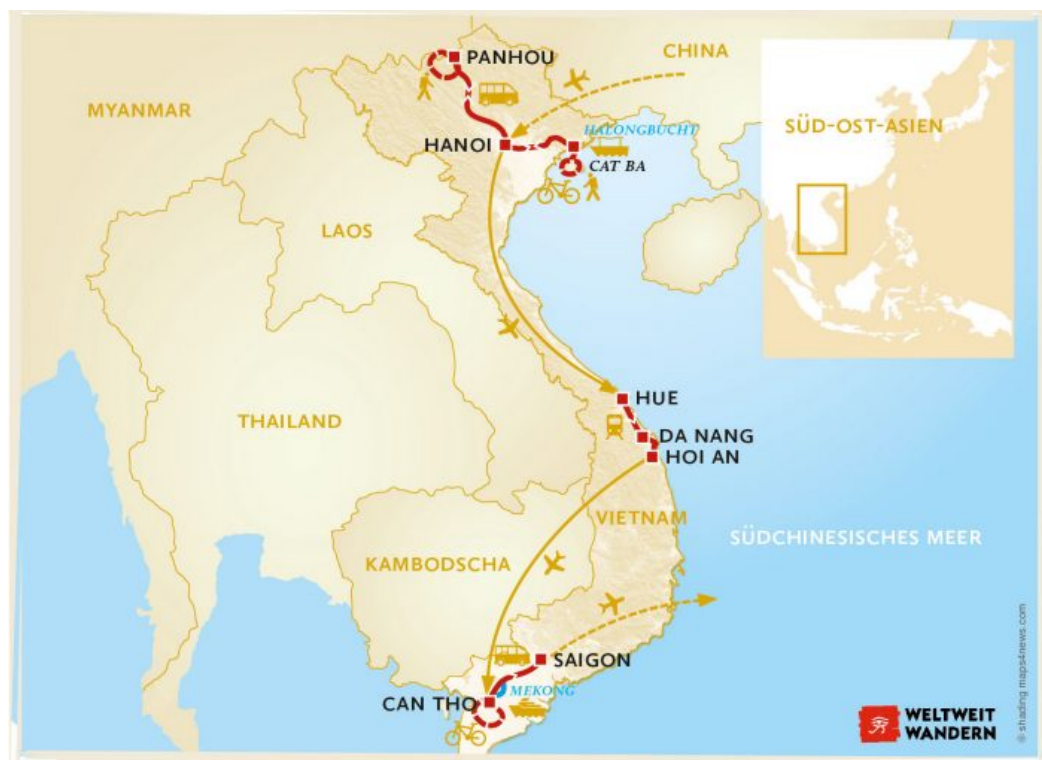 PANHOU
CHINA
MYANMAR
SÜD-OST-ASIEN
HALONGBUCHT
HANOI
CAT BA
LAOS
HUE
THAILAND
DA NANG
HOI AN
VIETNAM
SÜDCHINESISCHES MEER
KAMBODSCHA
SAIGON
MEKONG
CAN THO
WELTWEIT
WANDERN
© shading maps4news.com